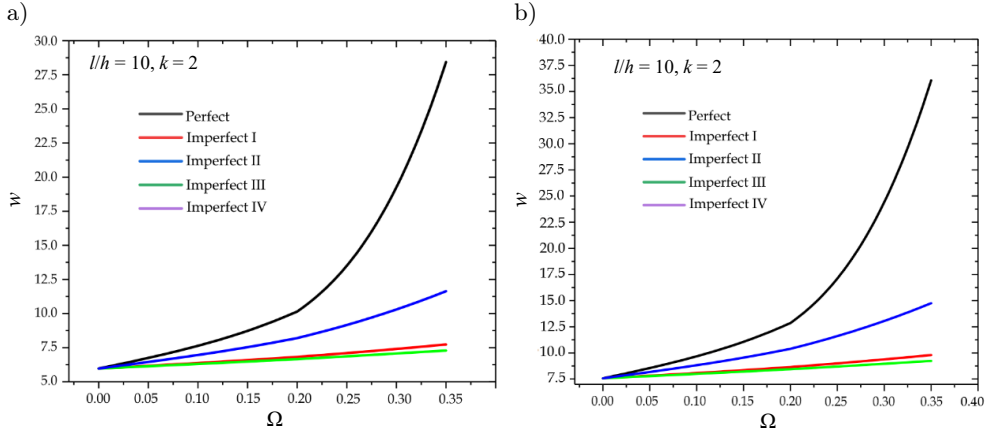 a)
30.0
27.5
25.0
22.5
20.0
17.5
15.0
12.5
10.0
7.5
5.0
w
l/h = 10, k = 2
Perfect
Imperfect I
Imperfect II
Imperfect III
Imperfect IV
0.00 0.05 0.10 0.15 0.20 0.25 0.30 0.35
Ω
b)
40.0
37.5
35.0
32.5
30.0
27.5
25.0
22.5
20.0
17.5
15.0
12.5
10.0
7.5
w
l/h = 10, k = 2
Perfect
Imperfect I
Imperfect II
Imperfect III
Imperfect IV
0.00 0.05 0.10 0.15 0.20 0.25 0.30 0.35 0.40
Ω